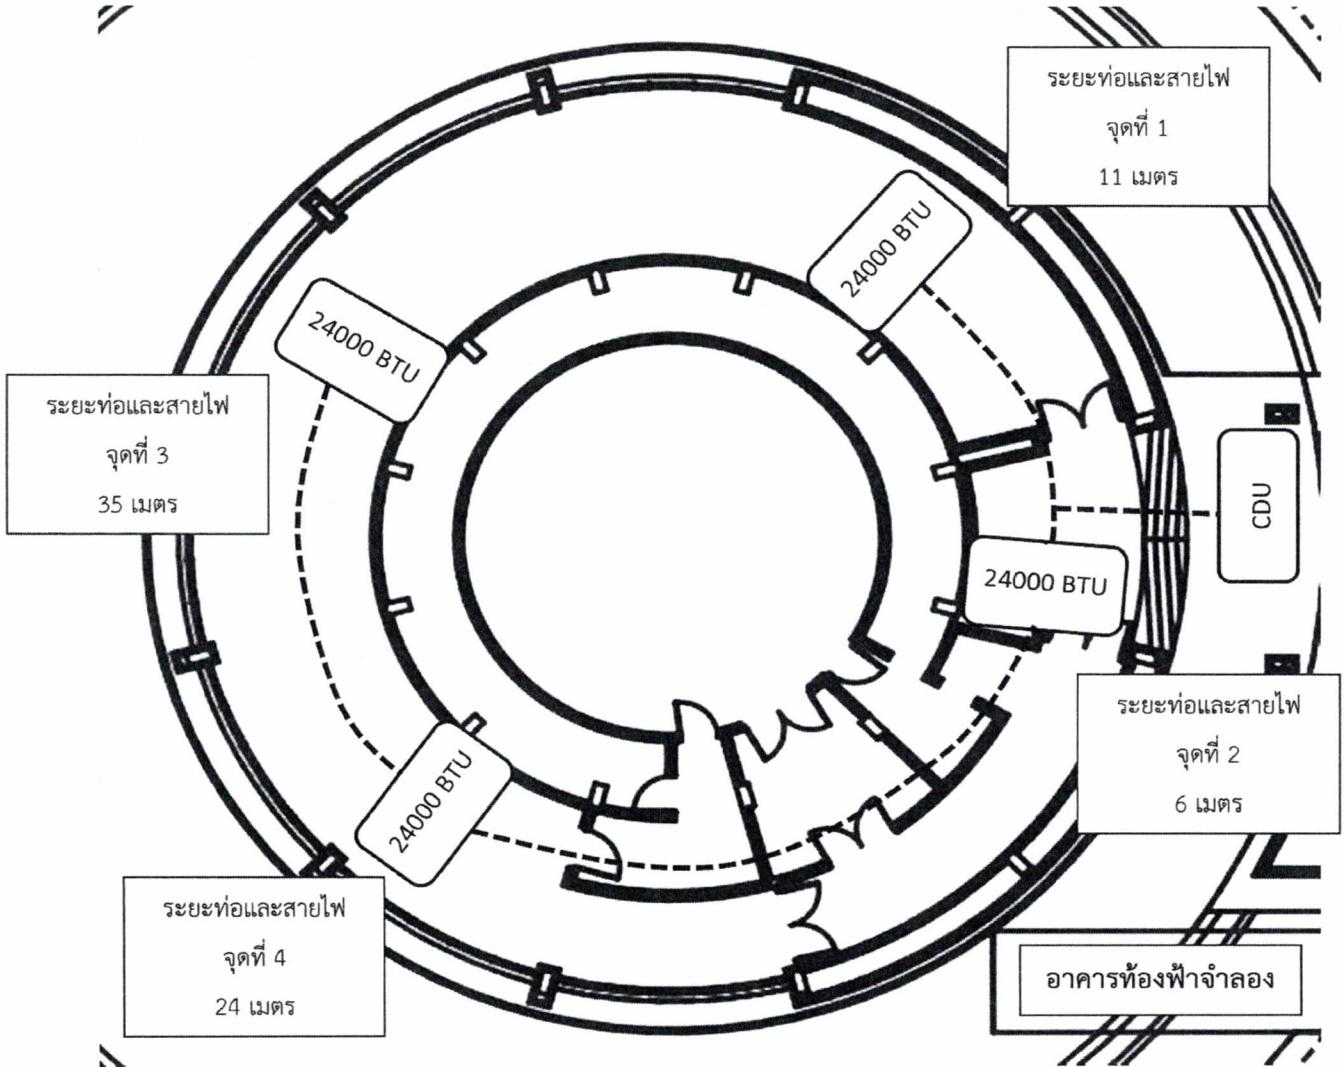 ระยะท่อและสายไฟ
จุดที่ 1
11 เมตร
24000 BTU
24000 BTU
ระยะท่อและสายไฟ
จุดที่ 3
35 เมตร
CDU
24000 BTU
ระยะท่อและสายไฟ
จุดที่ 2
6 เมตร
24000 BTU
ระยะท่อและสายไฟ
จุดที่ 4
24 เมตร
อาคารท้องฟ้าจำลอง